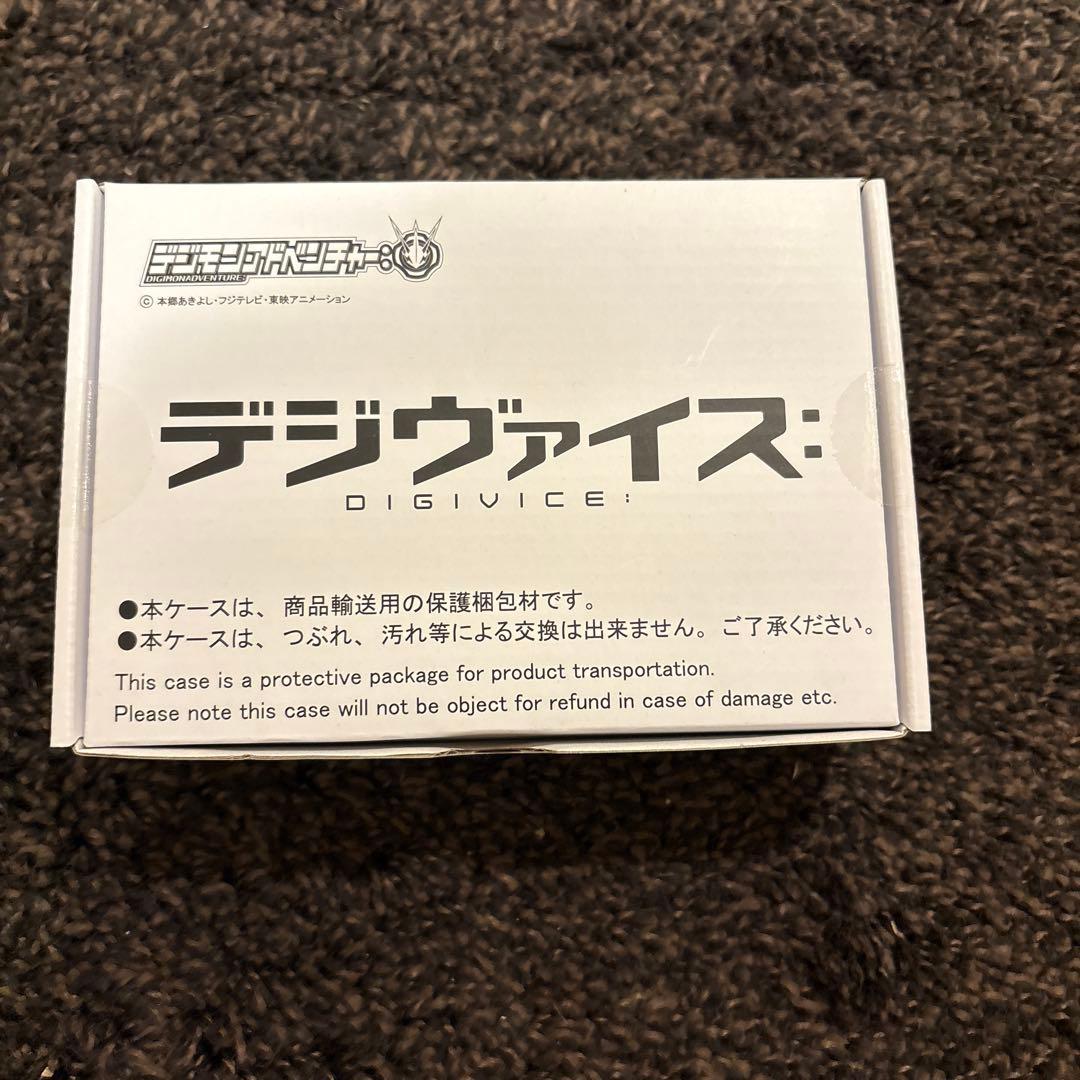 デジモンアドベンチャー:
DIGIMONADVENTURE:
© 本郷あきよし・フジテレビ・東映アニメーション
デジヴァイス:
DIGIVICE:
●本ケースは、商品輸送用の保護梱包材です。
●本ケースは、つぶれ、汚れ等による交換は出来ません。ご了承ください。
This case is a protective package for product transportation.
Please note this case will not be object for refund in case of damage etc.